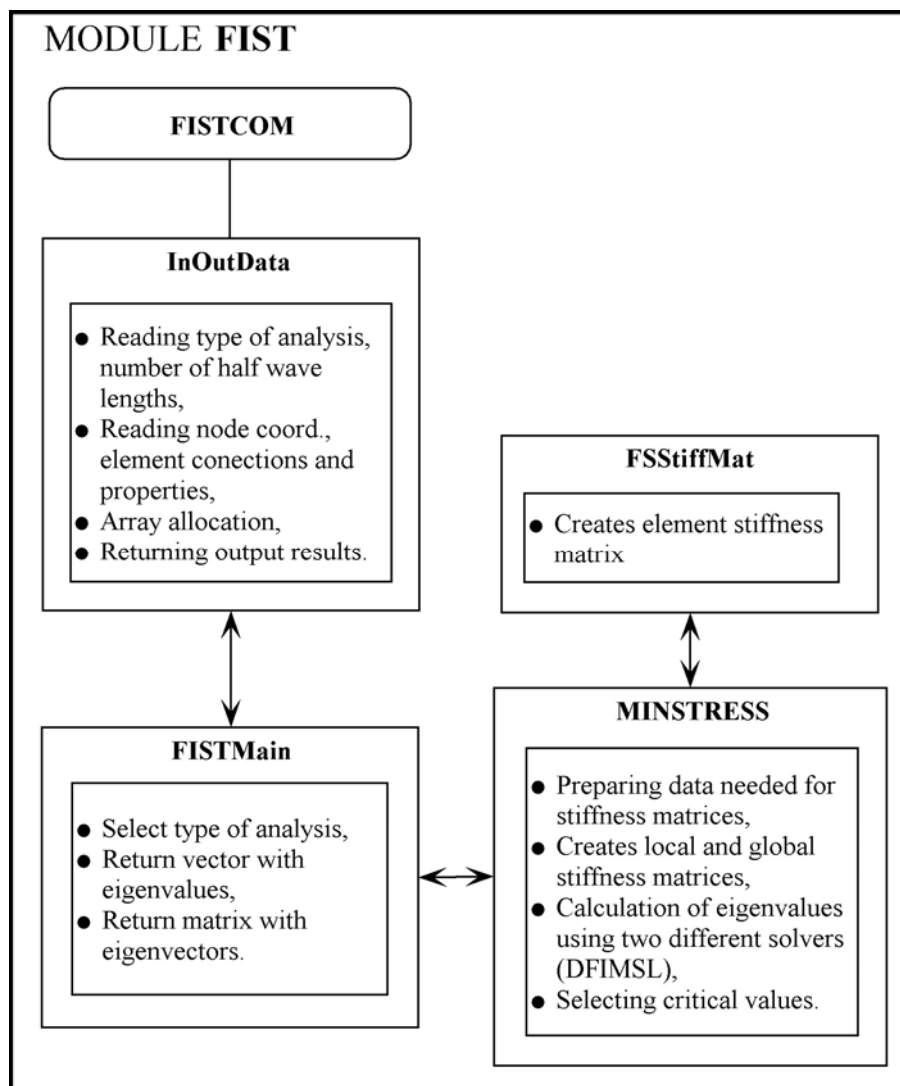 MODULE FIST
FISTCOM
InOutData
● Reading type of analysis,
number of half wave
lengths,
● Reading node coord.,
element conections and
properties,
● Array allocation,
● Returning output results.
FSStiffMat
● Creates element stiffness
matrix
FISTMain
● Select type of analysis,
● Return vector with
eigenvalues,
● Return matrix with
eigenvectors.
MINSTRESS
● Preparing data needed for
stiffness matrices,
● Creates local and global
stiffness matrices,
● Calculation of eigenvalues
using two different solvers
(DFIMSL),
● Selecting critical values.